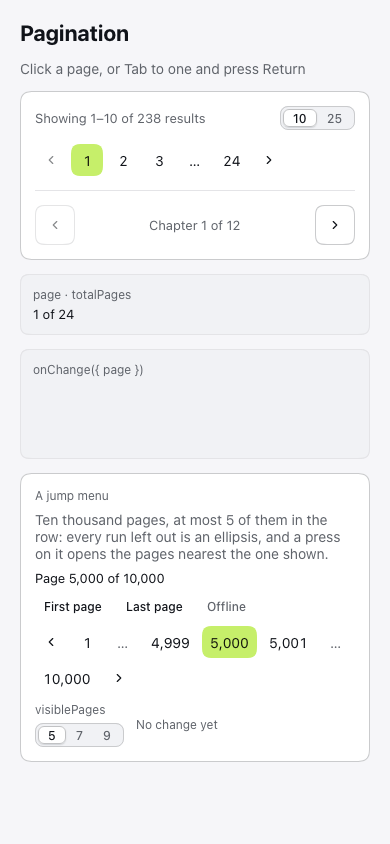 Pagination
Click a page, or Tab to one and press Return
Showing 1–10 of 238 results
10 25
1 2 3 … 24
Chapter 1 of 12
page · totalPages
1 of 24
onChange({ page })
A jump menu
Ten thousand pages, at most 5 of them in the
row: every run left out is an ellipsis, and a press
on it opens the pages nearest the one shown.
Page 5,000 of 10,000
First page Last page Offline
1 … 4,999 5,000 5,001 …
10,000
visiblePages
5 7 9
No change yet